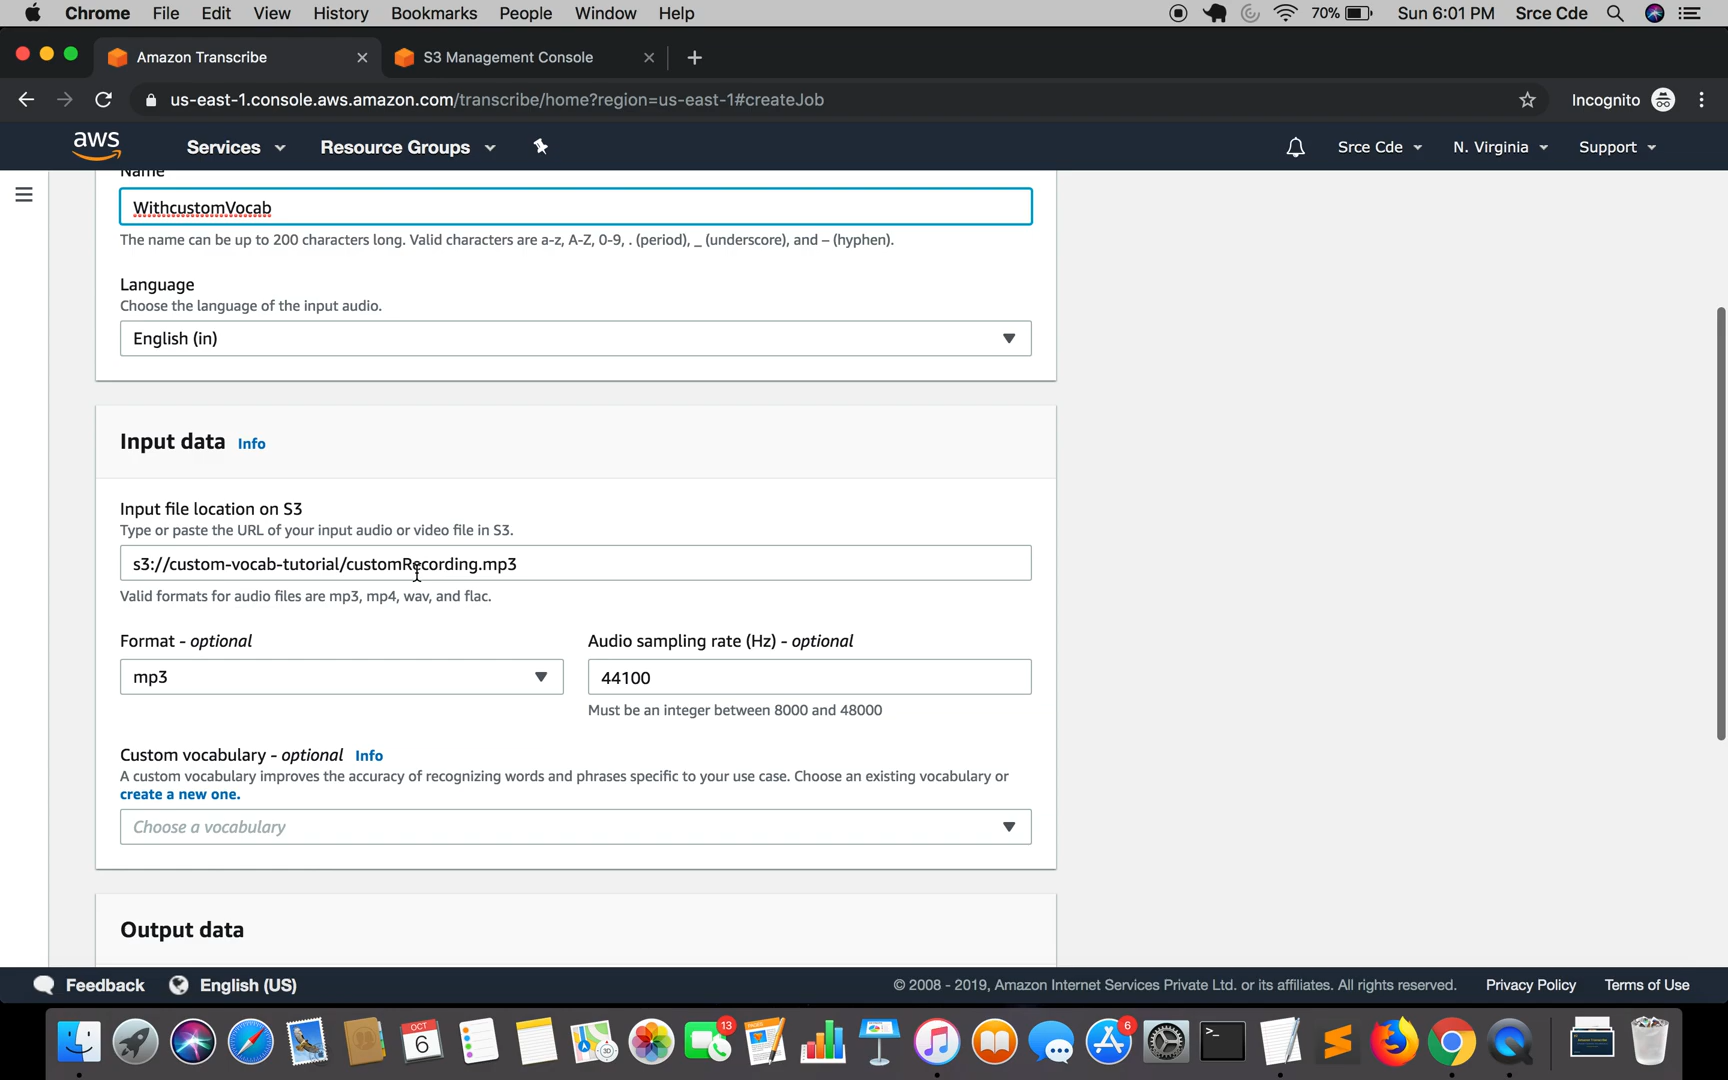 Chrome File Edit View History Bookmarks People Window Help 70% Sun 6:01 PM Srce Cde
Amazon Transcribe S3 Management Console
us-east-1.console.aws.amazon.com/transcribe/home?region=us-east-1#createJob Incognito
aws Services Resource Groups Srce Cde N. Virginia Support
Name
WithcustomVocab
The name can be up to 200 characters long. Valid characters are a-z, A-Z, 0-9, . (period), _ (underscore), and – (hyphen).
Language
Choose the language of the input audio.
English (in)
Input data Info
Input file location on S3
Type or paste the URL of your input audio or video file in S3.
s3://custom-vocab-tutorial/customRecording.mp3
Valid formats for audio files are mp3, mp4, wav, and flac.
Format - optional Audio sampling rate (Hz) - optional
mp3 44100
Must be an integer between 8000 and 48000
Custom vocabulary - optional Info
A custom vocabulary improves the accuracy of recognizing words and phrases specific to your use case. Choose an existing vocabulary or
create a new one.
Choose a vocabulary
Output data
Feedback English (US) © 2008 - 2019, Amazon Internet Services Private Ltd. or its affiliates. All rights reserved. Privacy Policy Terms of Use
13 6
OCT
6